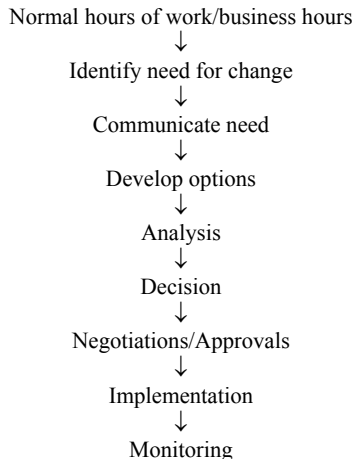 Normal hours of work/business hours
↓
Identify need for change
↓
Communicate need
↓
Develop options
↓
Analysis
↓
Decision
↓
Negotiations/Approvals
↓
Implementation
↓
Monitoring